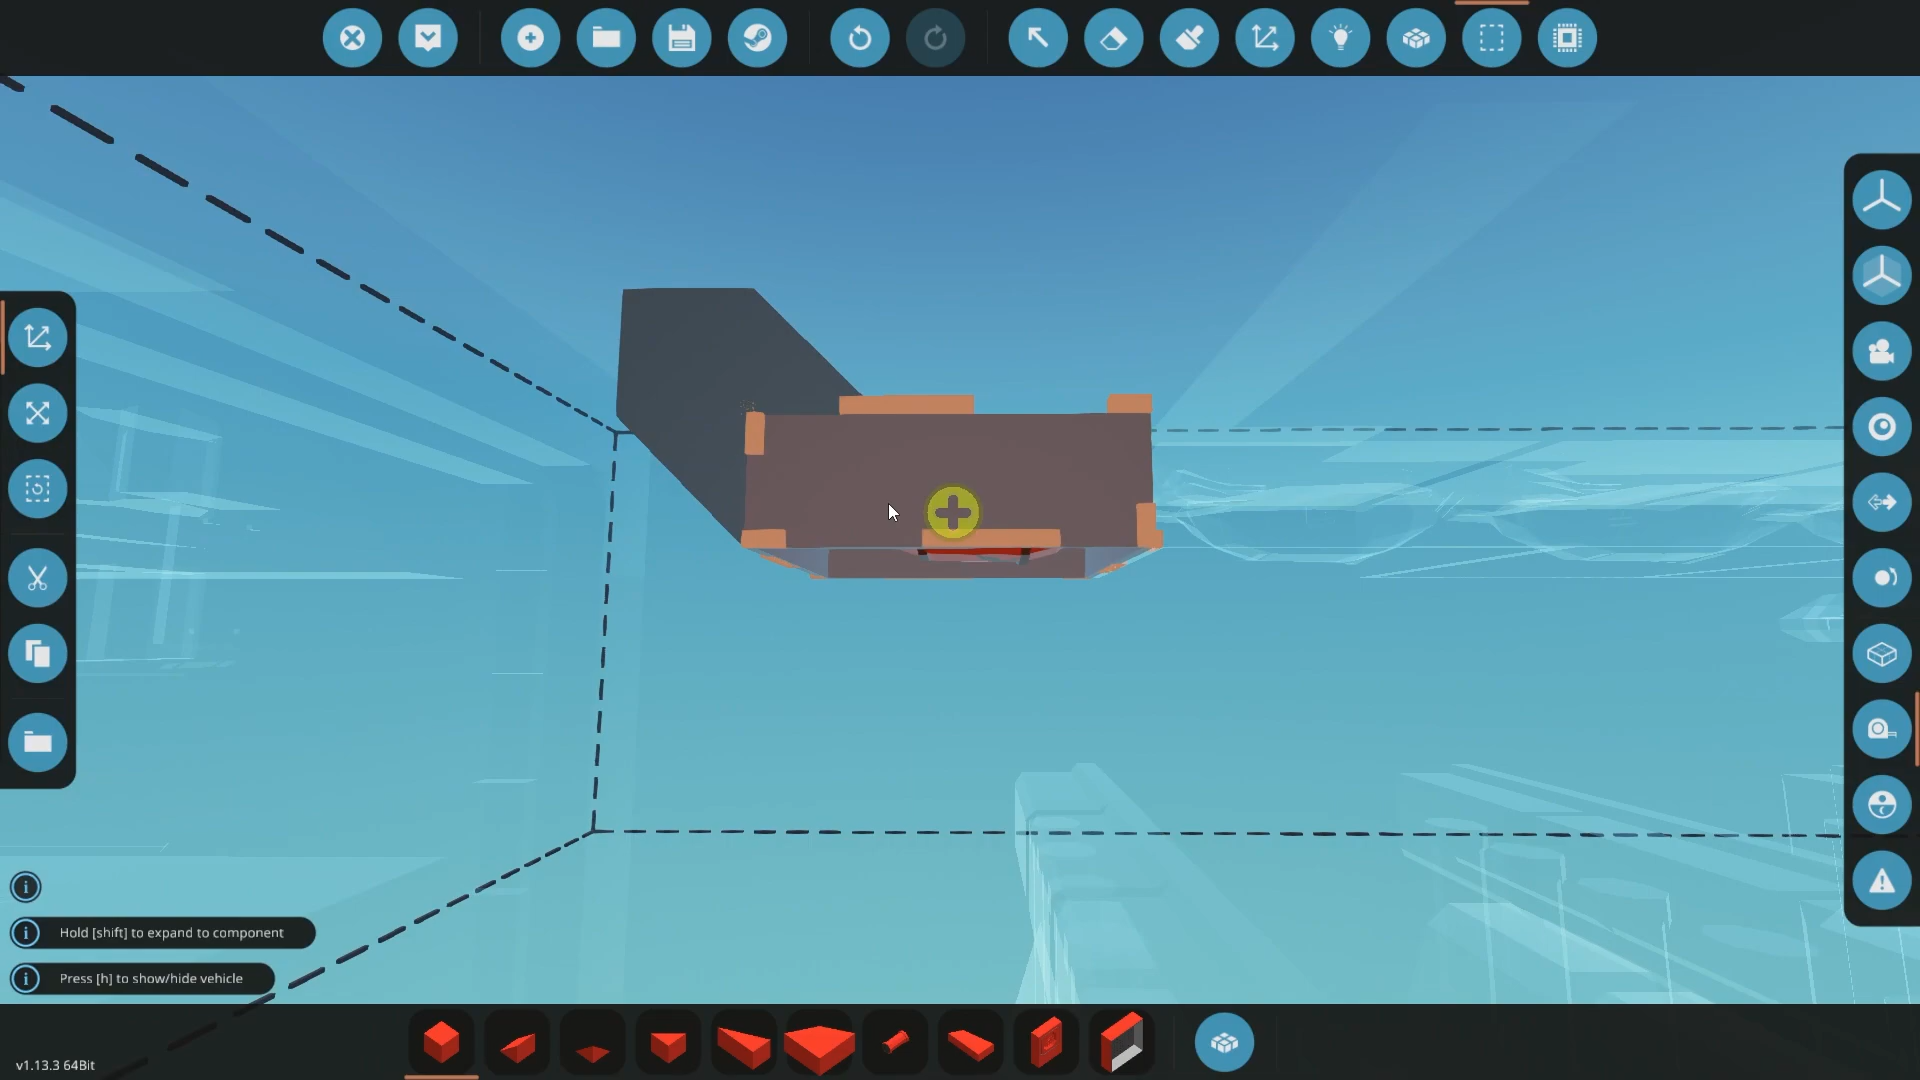 Hold [shift] to expand to component
Press [h] to show/hide vehicle
v1.13.3 64Bit